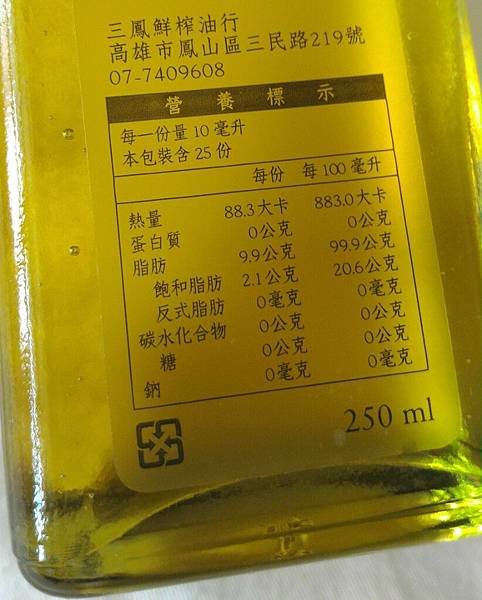 三鳳鮮榨油行
高雄市鳳山區三民路219號
07-7409608
營養標示
每一份量 10 毫升
本包裝含 25 份
每份 每 100 毫升
熱量 88.3大卡 883.0大卡
蛋白質 0公克 0公克
脂肪 9.9公克 99.9公克
飽和脂肪 2.1公克 20.6公克
反式脂肪 0毫克 0毫克
碳水化合物 0公克 0公克
糖 0公克 0公克
鈉 0毫克 0毫克
250 ml